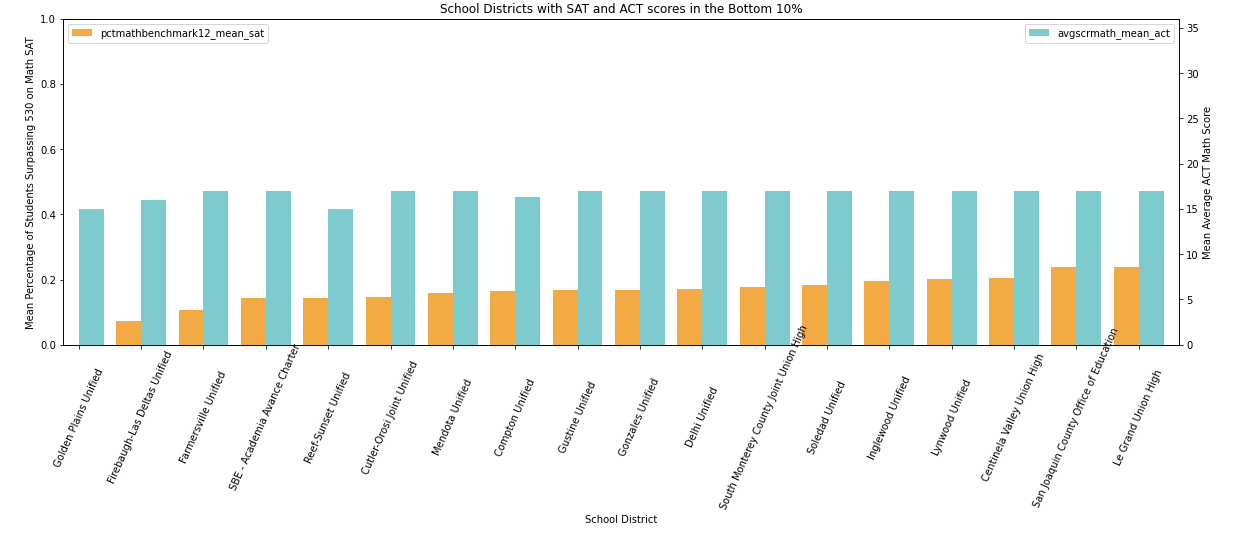 School Districts with SAT and ACT scores in the Bottom 10%
pctmathbenchmark12_mean_sat
avgscrmath_mean_act
Mean Percentage of Students Surpassing 530 on Math SAT
1.0
0.8
0.6
0.4
0.2
0.0
35
30
25
20
15
10
5
0
Mean Average ACT Math Score
Golden Plains Unified
Firebaugh-Las Deltas Unified
Farmersville Unified
SBE - Academia Avance Charter
Reef-Sunset Unified
Cutler-Orosi Joint Unified
Mendota Unified
Compton Unified
Gustine Unified
Gonzales Unified
Delhi Unified
South Monterey County Joint Union High
Soledad Unified
Inglewood Unified
Lynwood Unified
Centinela Valley Union High
San Joaquin County Office of Education
Le Grand Union High
School District